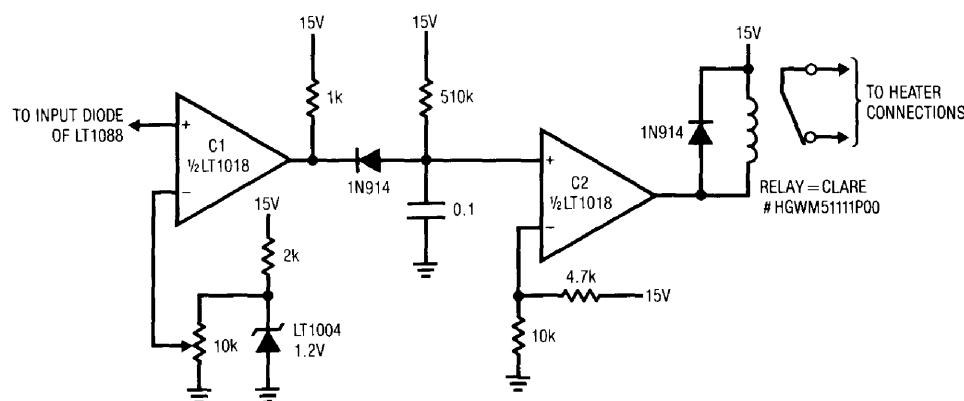 15V
15V
15V
1k
510k
TO INPUT DIODE
OF LT1088
+
C1
½LT1018
−
1N914
0.1
15V
2k
10k
LT1004
1.2V
+
C2
½LT1018
−
4.7k
15V
10k
1N914
TO HEATER
CONNECTIONS
RELAY = CLARE
# HGWM51111P00